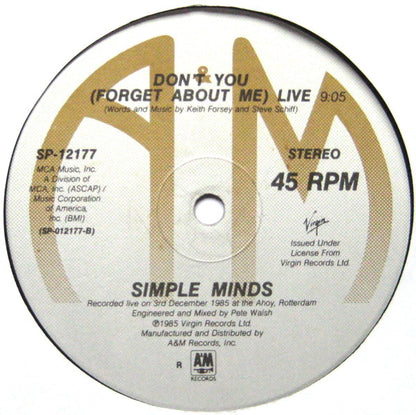 A&M
DON'T YOU
(FORGET ABOUT ME) LIVE 9:05
(Words and Music by Keith Forsey and Steve Schiff)
SP-12177
MCA Music, Inc.
A Division of
MCA, Inc. (ASCAP) /
Music Corporation
of America,
Inc. (BMI)
(SP-012177-B)
STEREO
45 RPM
Virgin
Issued Under
License From
Virgin Records Ltd.
SIMPLE MINDS
Recorded live on 3rd December 1985 at the Ahoy, Rotterdam
Engineered and Mixed by Pete Walsh
℗1985 Virgin Records Ltd.
Manufactured and Distributed by
A&M Records, Inc.
R
A&M
RECORDS